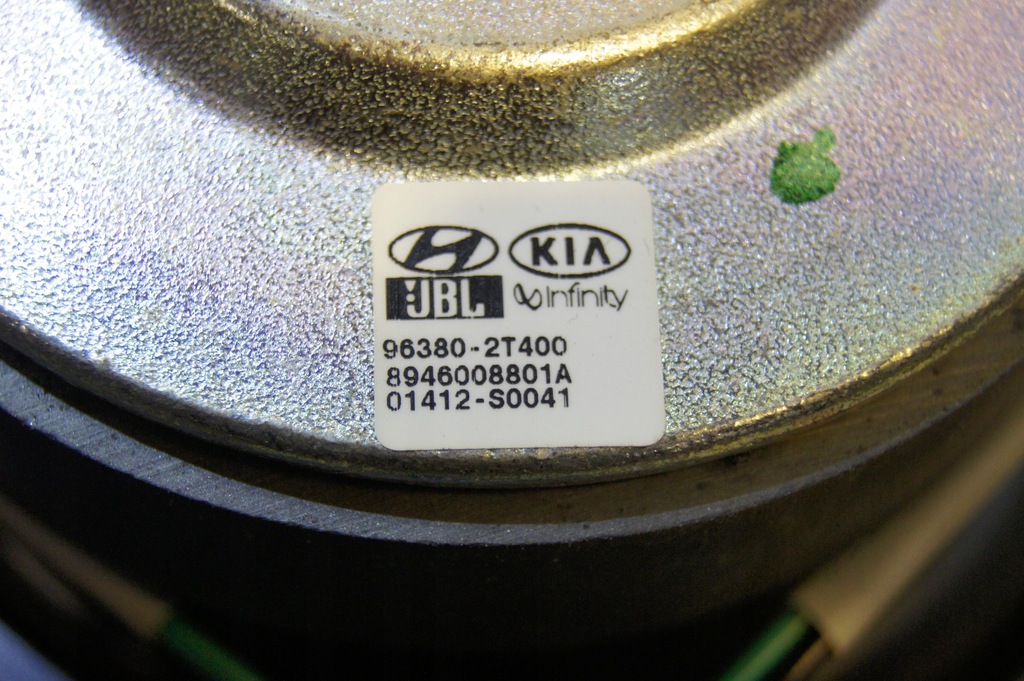 KIA
JBL infinity
96380-2T400
8946008801A
01412-S0041